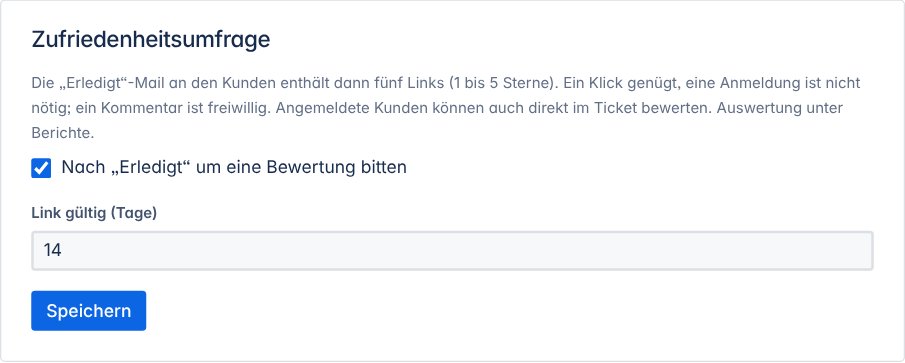 Zufriedenheitsumfrage
Die „Erledigt“-Mail an den Kunden enthält dann fünf Links (1 bis 5 Sterne). Ein Klick genügt, eine Anmeldung ist nicht
nötig; ein Kommentar ist freiwillig. Angemeldete Kunden können auch direkt im Ticket bewerten. Auswertung unter
Berichte.
Nach „Erledigt“ um eine Bewertung bitten
Link gültig (Tage)
14
Speichern